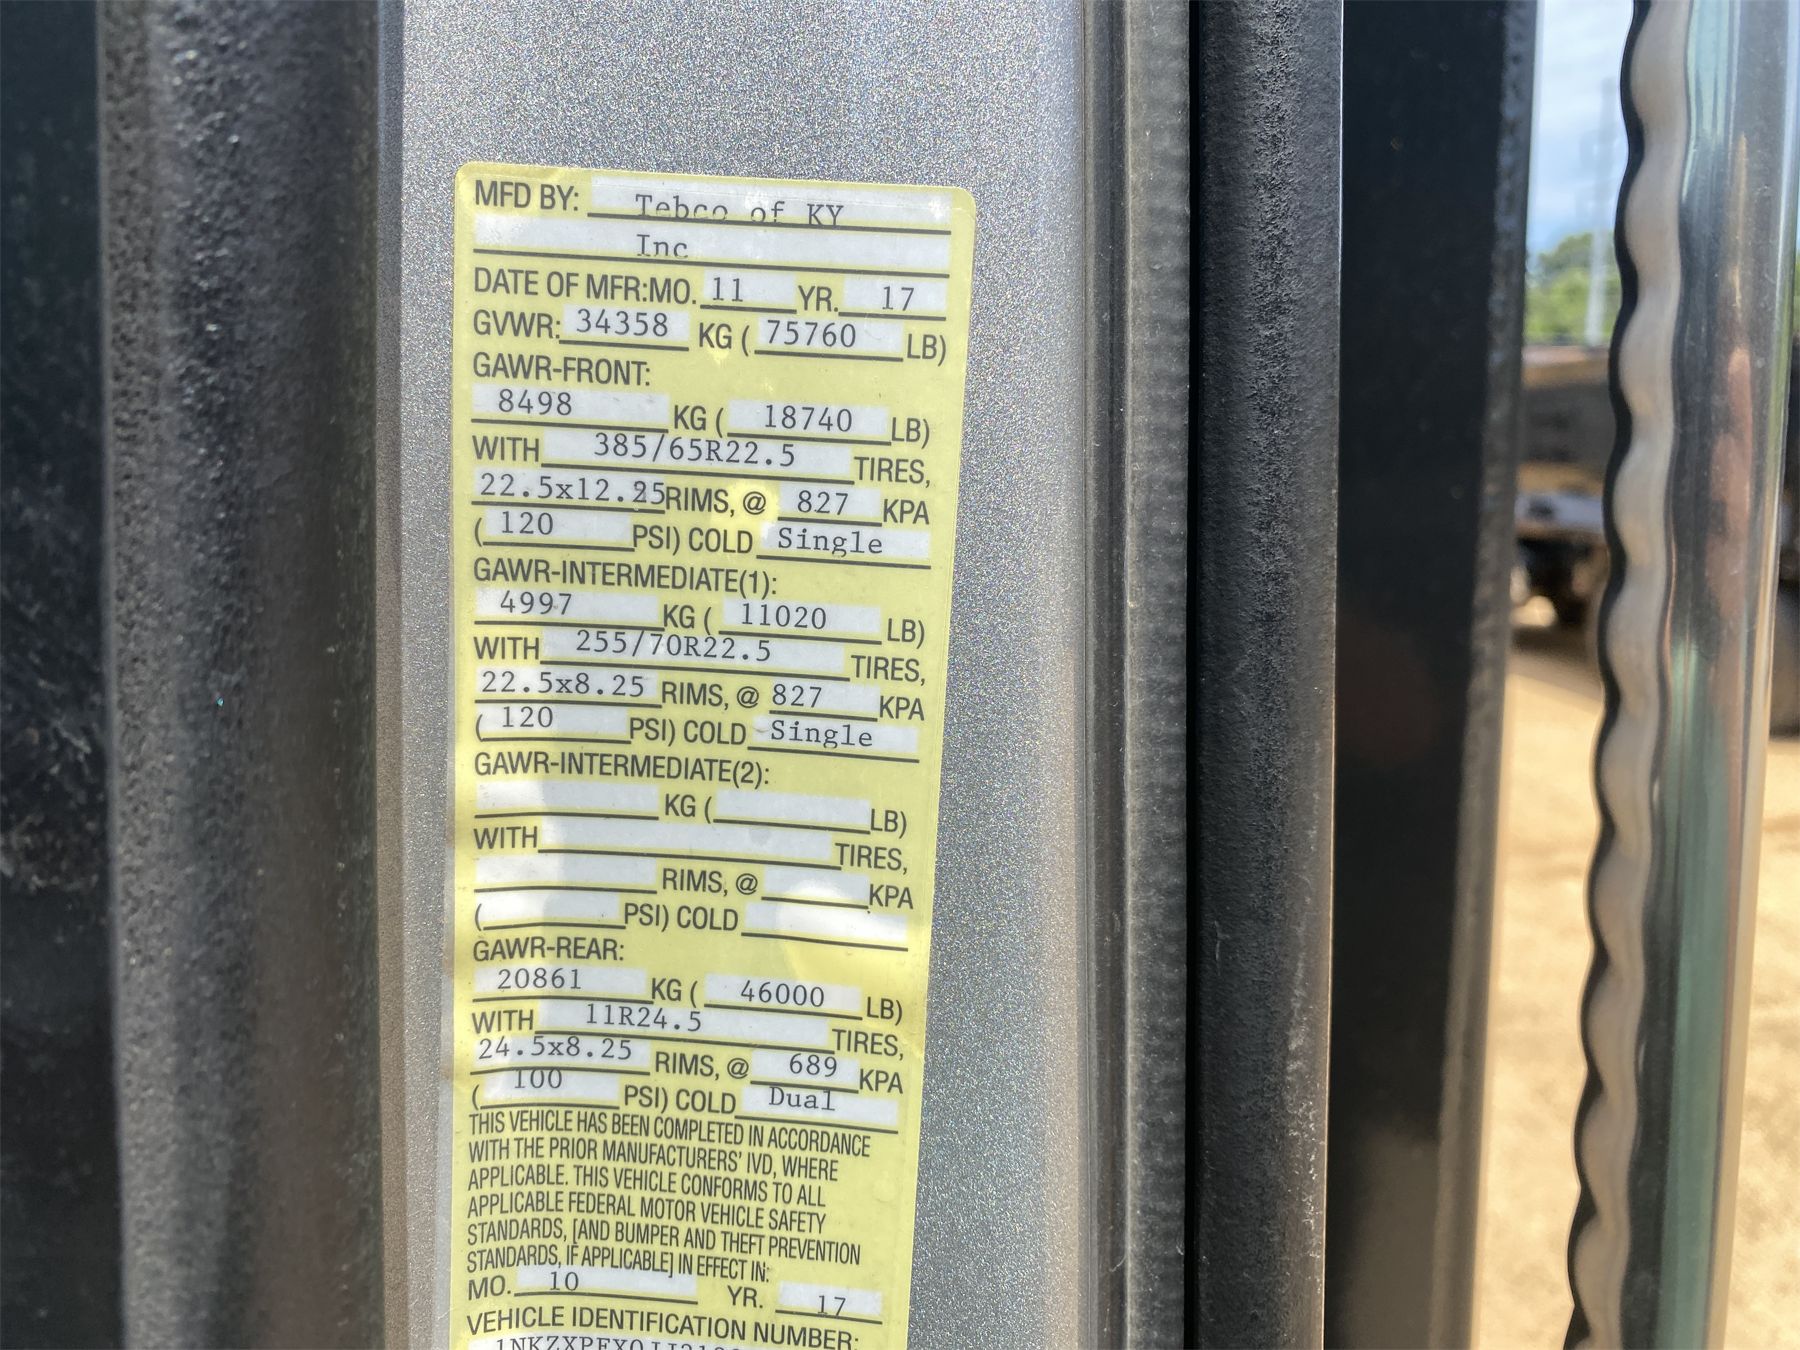 MFD BY: Tebco of KY
Inc
DATE OF MFR:MO. 11 YR. 17
GVWR: 34358 KG ( 75760 LB)
GAWR-FRONT:
8498 KG ( 18740 LB)
WITH 385/65R22.5 TIRES,
22.5x12.25 RIMS, @ 827 KPA
( 120 PSI) COLD Single
GAWR-INTERMEDIATE(1):
4997 KG ( 11020 LB)
WITH 255/70R22.5 TIRES,
22.5x8.25 RIMS, @ 827 KPA
( 120 PSI) COLD Single
GAWR-INTERMEDIATE(2):
KG ( LB)
WITH TIRES,
RIMS, @ KPA
( PSI) COLD
GAWR-REAR:
20861 KG ( 46000 LB)
WITH 11R24.5 TIRES,
24.5x8.25 RIMS, @ 689 KPA
( 100 PSI) COLD Dual
THIS VEHICLE HAS BEEN COMPLETED IN ACCORDANCE
WITH THE PRIOR MANUFACTURERS' IVD, WHERE
APPLICABLE. THIS VEHICLE CONFORMS TO ALL
APPLICABLE FEDERAL MOTOR VEHICLE SAFETY
STANDARDS, [AND BUMPER AND THEFT PREVENTION
STANDARDS, IF APPLICABLE] IN EFFECT IN:
MO. 10 YR. 17
VEHICLE IDENTIFICATION NUMBER: